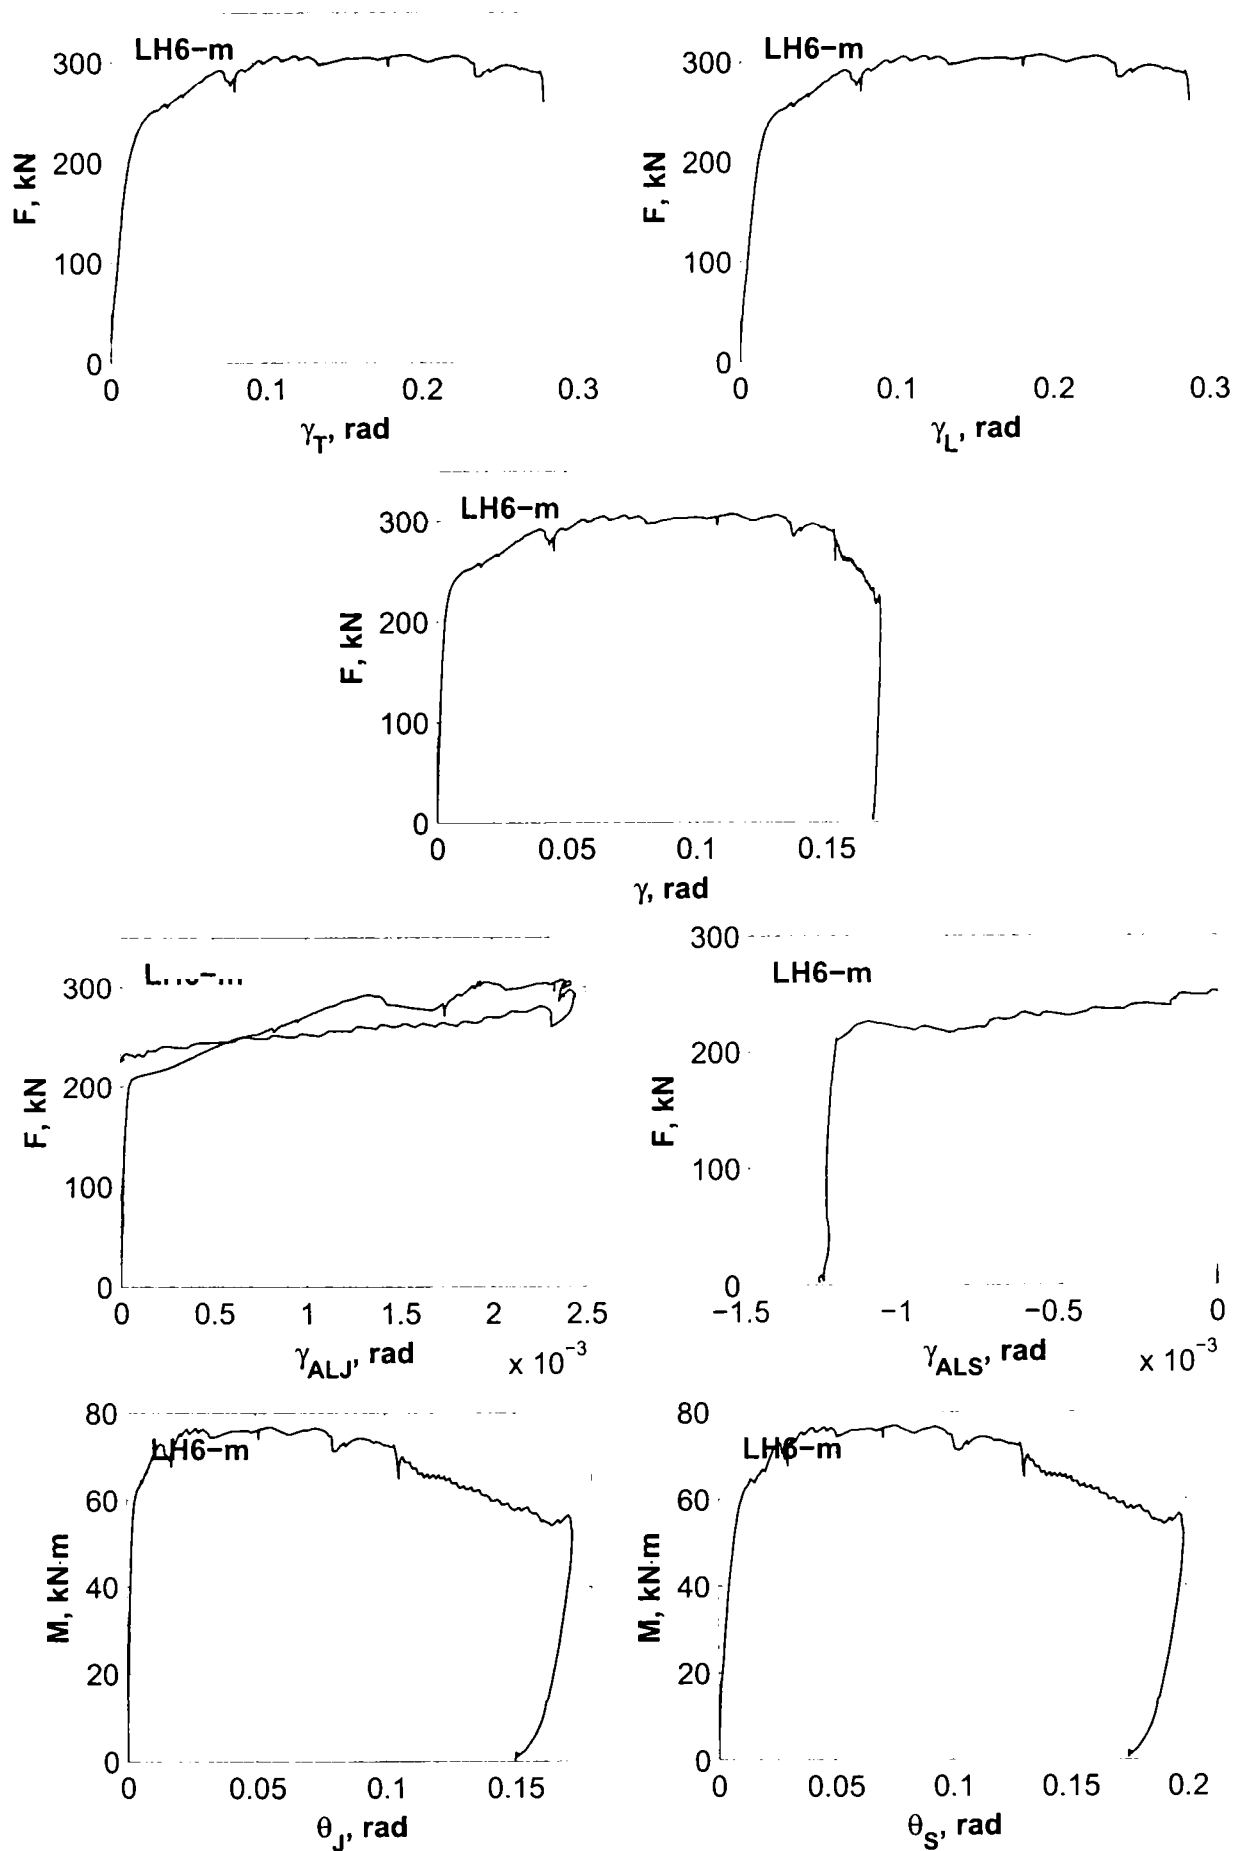 LH6−m
LH6−m
300
200
100
0
F, kN
0 0.1 0.2 0.3
γT, rad
300
200
100
0
F, kN
0 0.1 0.2 0.3
γL, rad
LH6−m
300
200
100
0
F, kN
0 0.05 0.1 0.15
γ, rad
300
200
100
0
F, kN
0 0.5 1 1.5 2 2.5
γALJ, rad x 10−3
LH6−m
300
200
100
0
F, kN
−1.5 −1 −0.5 0
γALS, rad x 10−3
LH6−m
80
60
40
20
0
M, kN·m
0 0.05 0.1 0.15
θJ, rad
LH6−m
80
60
40
20
0
M, kN·m
0 0.05 0.1 0.15 0.2
θS, rad